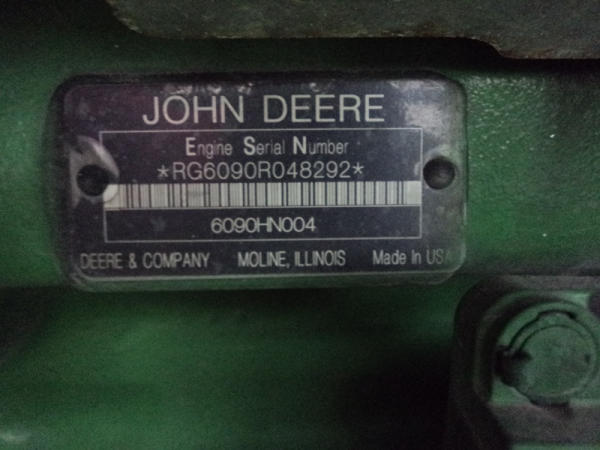 JOHN DEERE
Engine Serial Number
*RG6090R048292*
6090HN004
DEERE & COMPANY MOLINE, ILLINOIS Made In USA